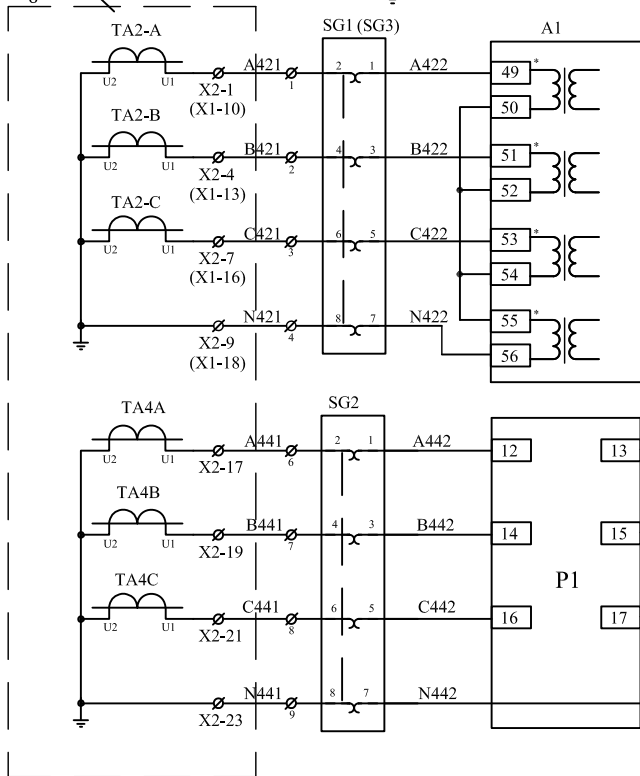 TA2-A SG1 (SG3) A1
A421 2 1 A422 49 *
U2 U1 X2-1 1
(X1-10) 50
TA2-B
B421 4 3 B422 51 *
U2 U1 X2-4 2
(X1-13) 52
TA2-C
C421 6 5 C422 53 *
U2 U1 X2-7 3
(X1-16) 54
N421 8 7 N422 55 *
X2-9 4
(X1-18) 56
TA4A SG2
A441 2 1 A442 12 13
U2 U1 X2-17 6
TA4B
B441 4 3 B442 14 15
U2 U1 X2-19 7
P1
TA4C
C441 6 5 C442 16 17
U2 U1 X2-21 8
N441 8 7 N442
X2-23 9